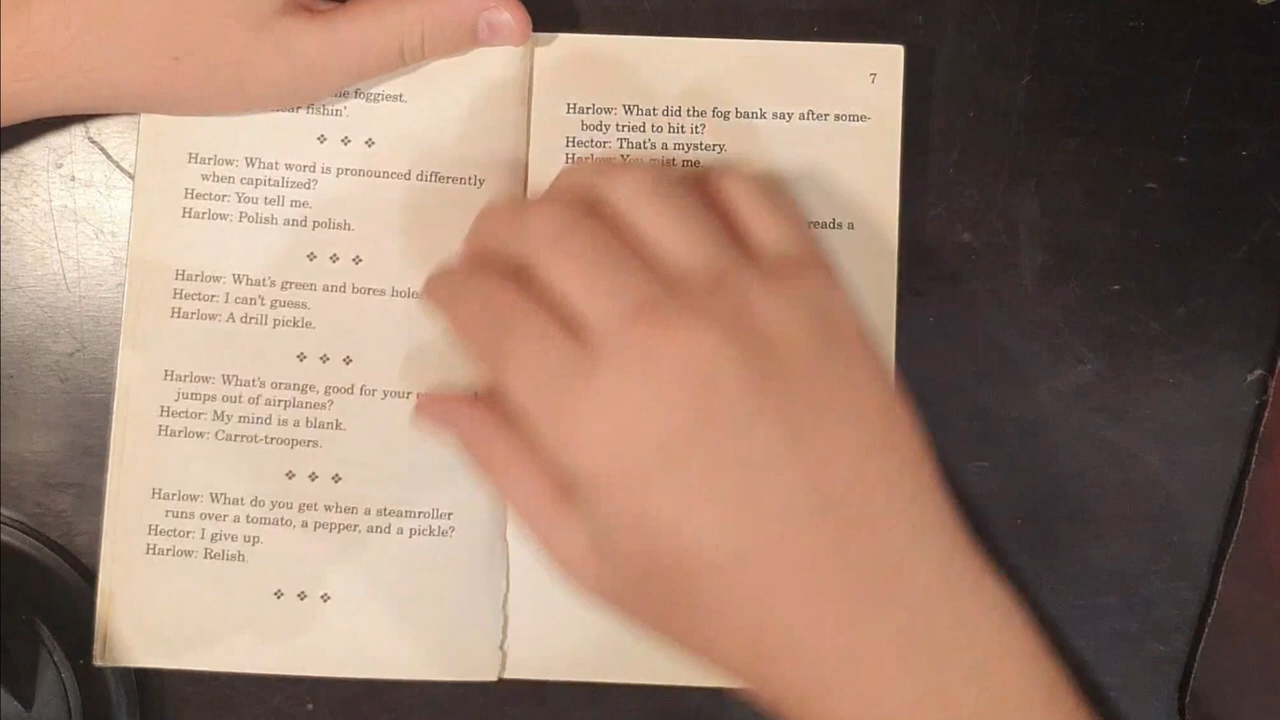 foggiest.
fishin'.
Harlow: What word is pronounced differently
when capitalized?
Hector: You tell me.
Harlow: Polish and polish.
Harlow: What's green and bores
Hector: I can't guess.
Harlow: A drill pickle.
Harlow: What's orange, good for your
jumps out of airplanes?
Hector: My mind is a blank.
Harlow: Carrot-troopers.
Harlow: What do you get when a steamroller
runs over a tomato, a pepper, and a pickle?
Hector: I give up.
Harlow: Relish.
7
Harlow: What did the fog bank say after some-
body tried to hit it?
Hector: That's a mystery.
Harlow: You mist me.
reads a